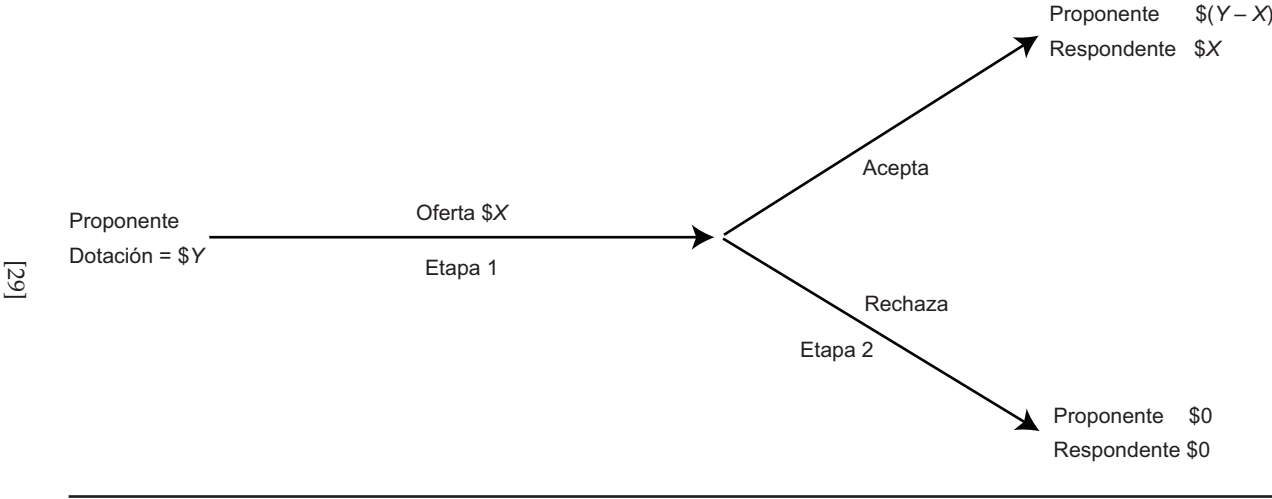 Proponente $(Y – X)
Respondente $X
Acepta
Oferta $X
Proponente
Dotación = $Y
Etapa 1
[29]
Rechaza
Etapa 2
Proponente $0
Respondente $0